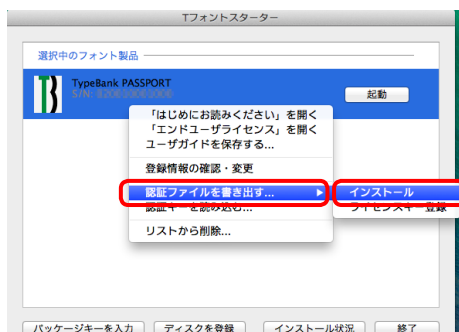 Tフォントスターター
選択中のフォント製品
TypeBank PASSPORT
S/N:
起動
「はじめにお読みください」を開く
「エンドユーザライセンス」を開く
ユーザガイドを保存する...
登録情報の確認・変更
認証ファイルを書き出す...
インストール
認証キーを読み込む...
ライセンスキー登録
リストから削除...
パッケージキーを入力
ディスクを登録
インストール状況
終了